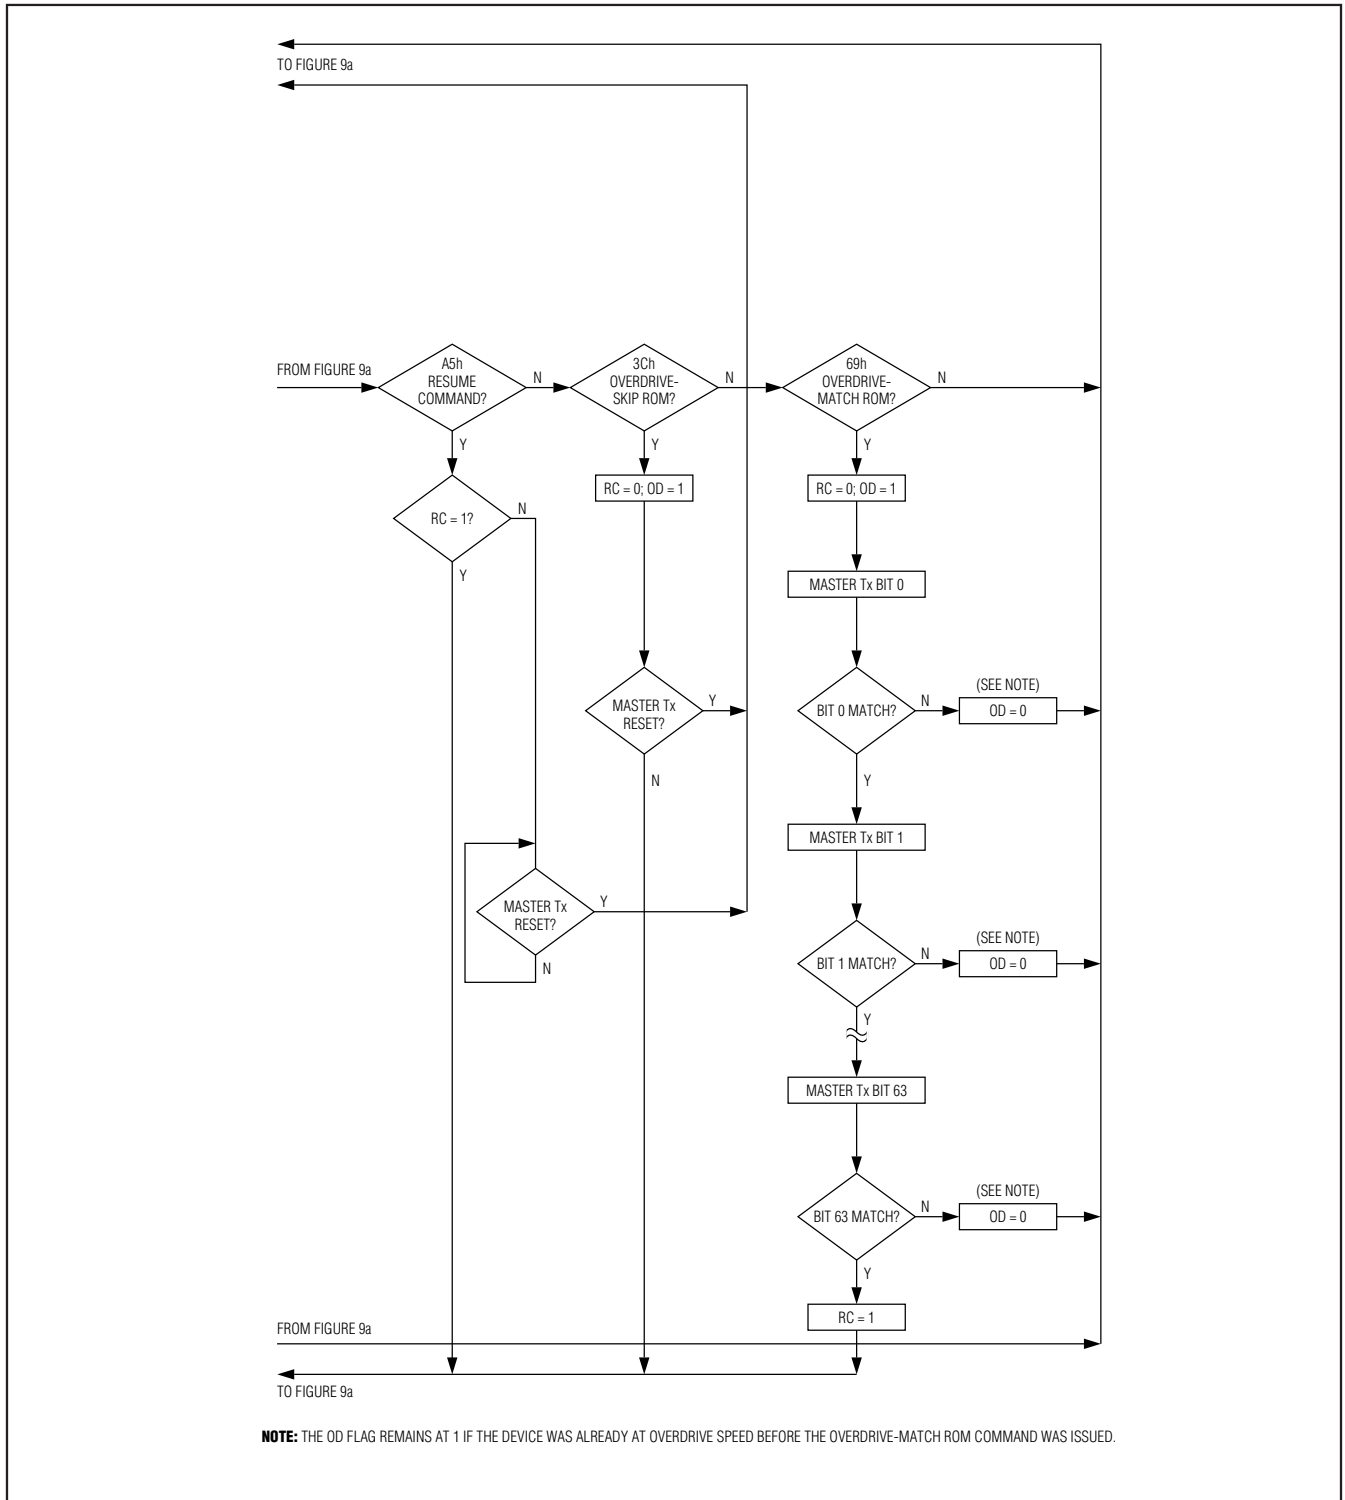 TO FIGURE 9a
FROM FIGURE 9a
A5h
RESUME
COMMAND?
N
3Ch
OVERDRIVE-
SKIP ROM?
N
69h
OVERDRIVE-
MATCH ROM?
N
Y
Y
Y
RC = 1?
N
RC = 0; OD = 1
RC = 0; OD = 1
Y
MASTER Tx BIT 0
MASTER Tx
RESET?
Y
N
BIT 0 MATCH?
N
(SEE NOTE)
OD = 0
Y
MASTER Tx BIT 1
MASTER Tx
RESET?
Y
N
BIT 1 MATCH?
N
(SEE NOTE)
OD = 0
Y
MASTER Tx BIT 63
BIT 63 MATCH?
N
(SEE NOTE)
OD = 0
Y
RC = 1
FROM FIGURE 9a
TO FIGURE 9a
NOTE: THE OD FLAG REMAINS AT 1 IF THE DEVICE WAS ALREADY AT OVERDRIVE SPEED BEFORE THE OVERDRIVE-MATCH ROM COMMAND WAS ISSUED.